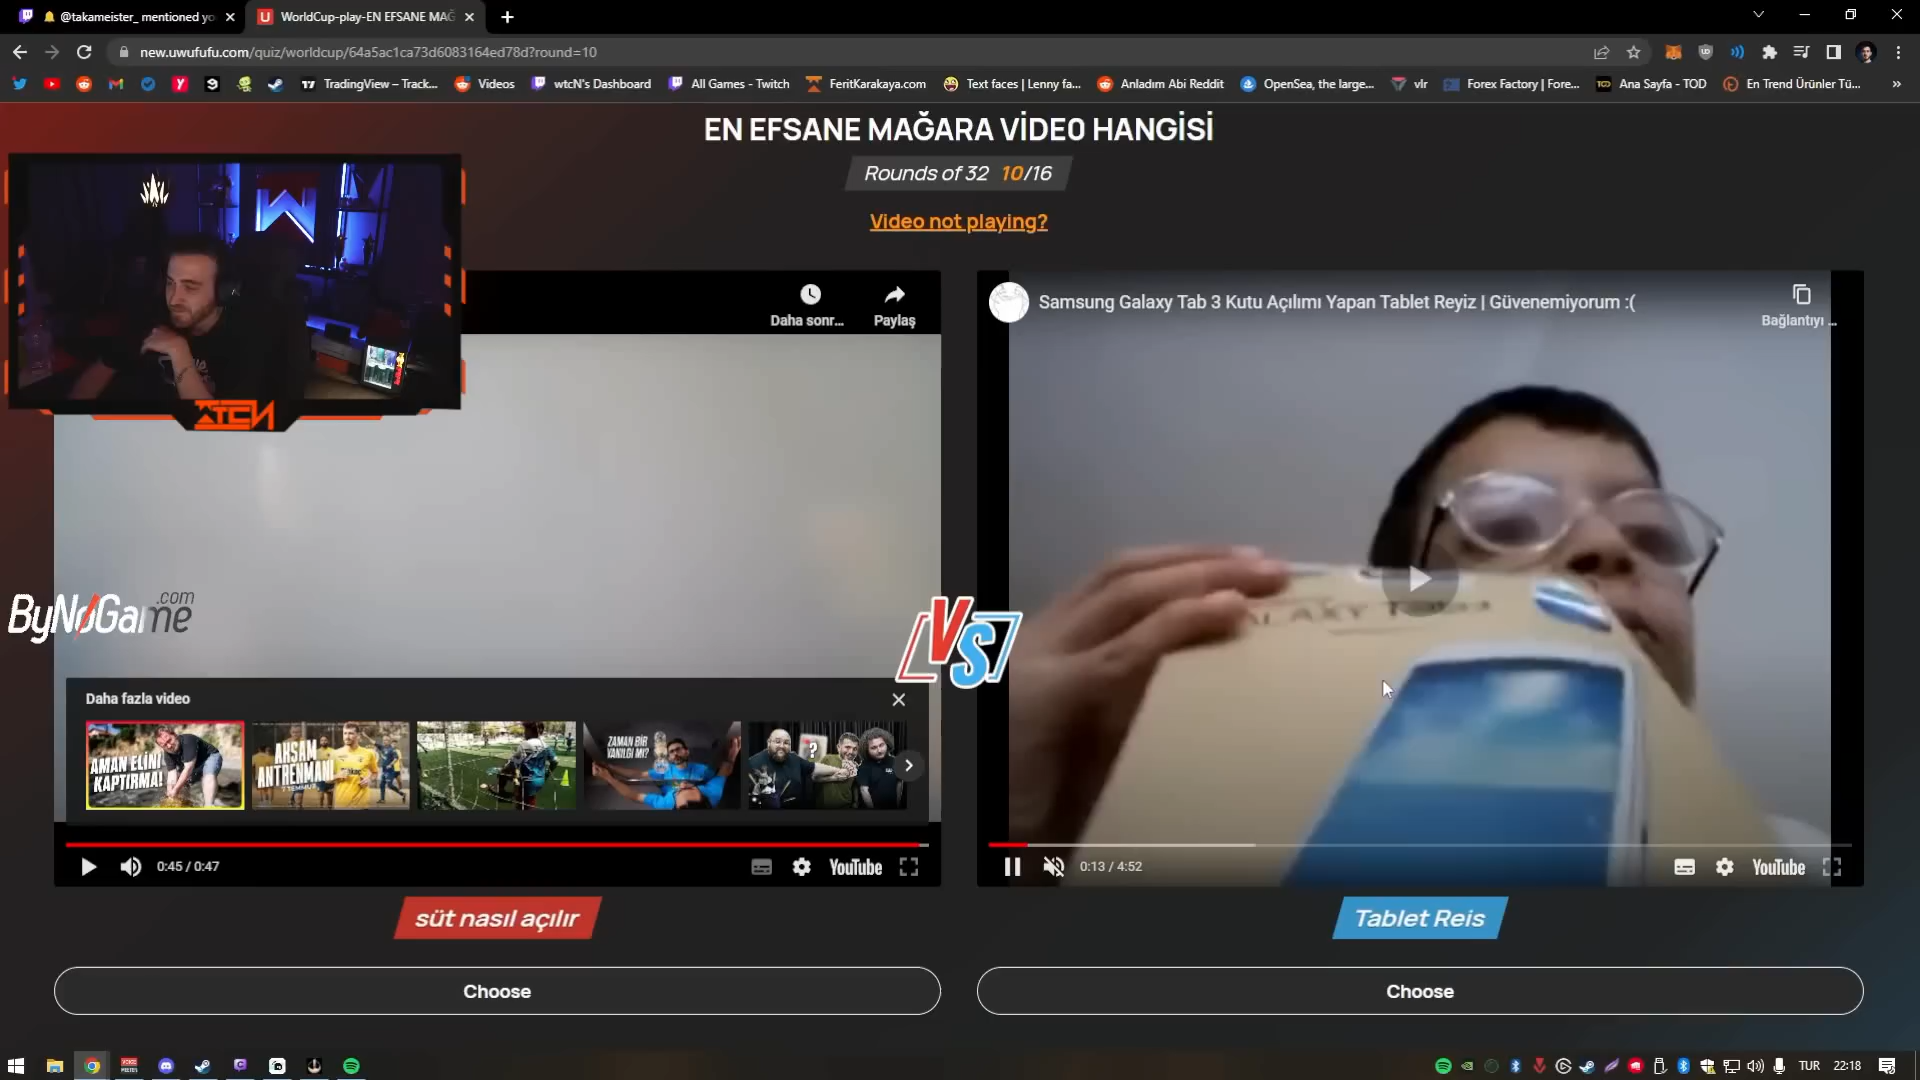 @takameister_ mentioned yo
WorldCup-play-EN EFSANE MAĞ
new.uwufufu.com/quiz/worldcup/64a5ac1ca73d6083164ed78d?round=10
TradingView – Track...
Videos
wtcN's Dashboard
All Games - Twitch
FeritKarakaya.com
Text faces | Lenny fa...
Anladım Abi Reddit
OpenSea, the large...
vlr
Forex Factory | Fore...
Ana Sayfa - TOD
En Trend Ürünler Tü...
EN EFSANE MAĞARA VİDEO HANGİSİ
Rounds of 32 10/16
Video not playing?
Daha sonr...
Paylaş
WTCN
Samsung Galaxy Tab 3 Kutu Açılımı Yapan Tablet Reyiz | Güvenemiyorum :(
Bağlantıyı ...
ByNoGame.com
VS
Daha fazla video
AMAN ELİNİ KAPTIRMA!
AKŞAM ANTRENMANI
7 TEMMUZ
ZAMAN BİR YANILGI MI?
?
0:45 / 0:47
YouTube
0:13 / 4:52
YouTube
süt nasıl açılır
Tablet Reis
Choose
Choose
TUR
22:18